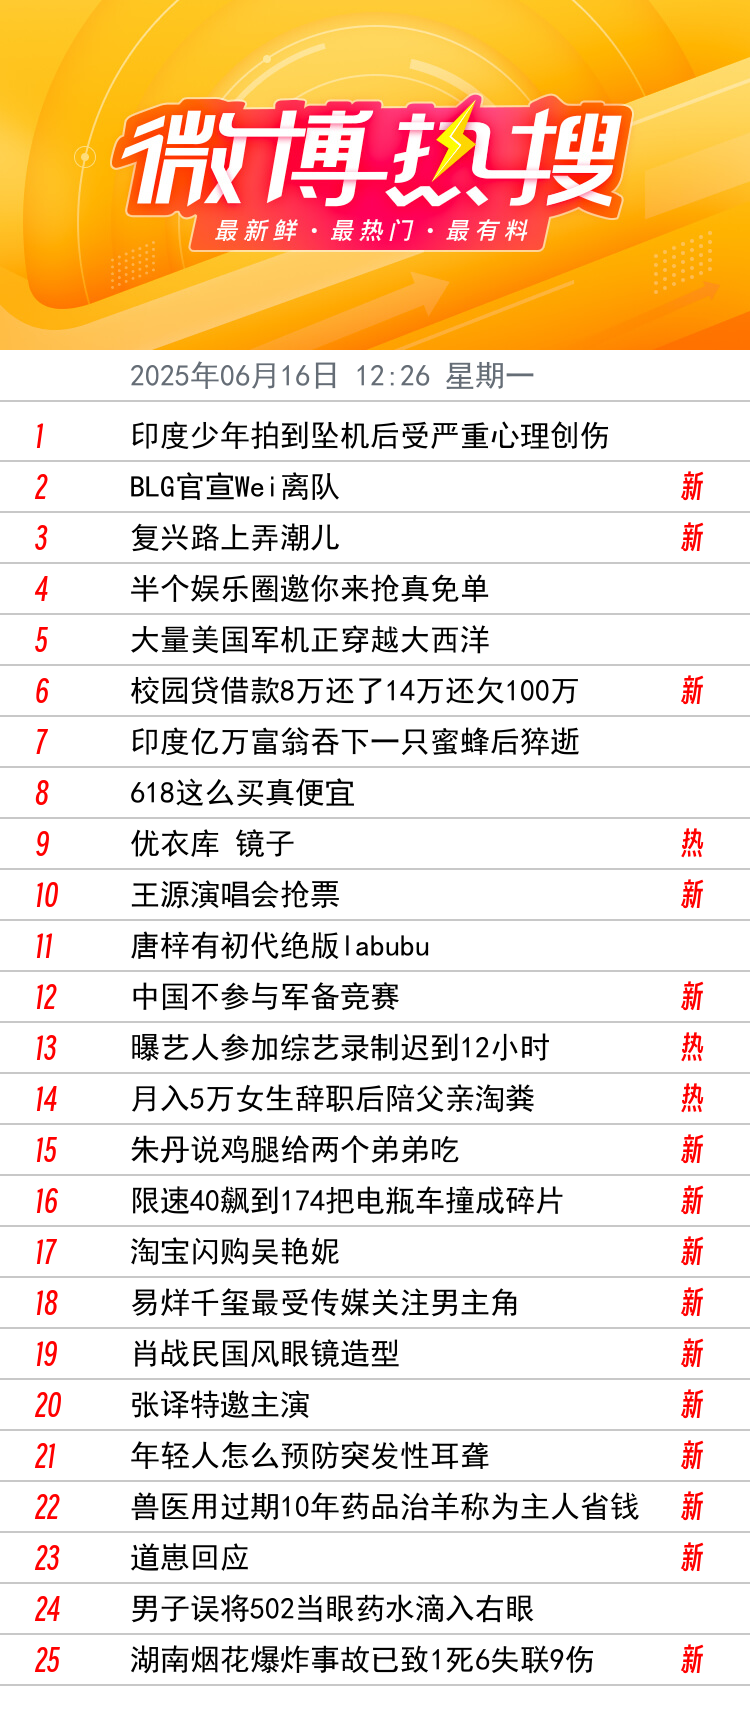 微博热搜
最新鲜·最热门·最有料
2025年06月16日 12:26 星期一
1 印度少年拍到坠机后受严重心理创伤
2 BLG官宣Wei离队 新
3 复兴路上弄潮儿 新
4 半个娱乐圈邀你来抢真免单
5 大量美国军机正穿越大西洋
6 校园贷借款8万还了14万还欠100万 新
7 印度亿万富翁吞下一只蜜蜂后猝逝
8 618这么买真便宜
9 优衣库 镜子 热
10 王源演唱会抢票 新
11 唐梓有初代绝版labubu
12 中国不参与军备竞赛 新
13 曝艺人参加综艺录制迟到12小时 热
14 月入5万女生辞职后陪父亲淘粪 热
15 朱丹说鸡腿给两个弟弟吃 新
16 限速40飙到174把电瓶车撞成碎片 新
17 淘宝闪购吴艳妮 新
18 易烊千玺最受传媒关注男主角 新
19 肖战民国风眼镜造型 新
20 张译特邀主演 新
21 年轻人怎么预防突发性耳聋 新
22 兽医用过期10年药品治羊称为主人省钱 新
23 道崽回应 新
24 男子误将502当眼药水滴入右眼
25 湖南烟花爆炸事故已致1死6失联9伤 新